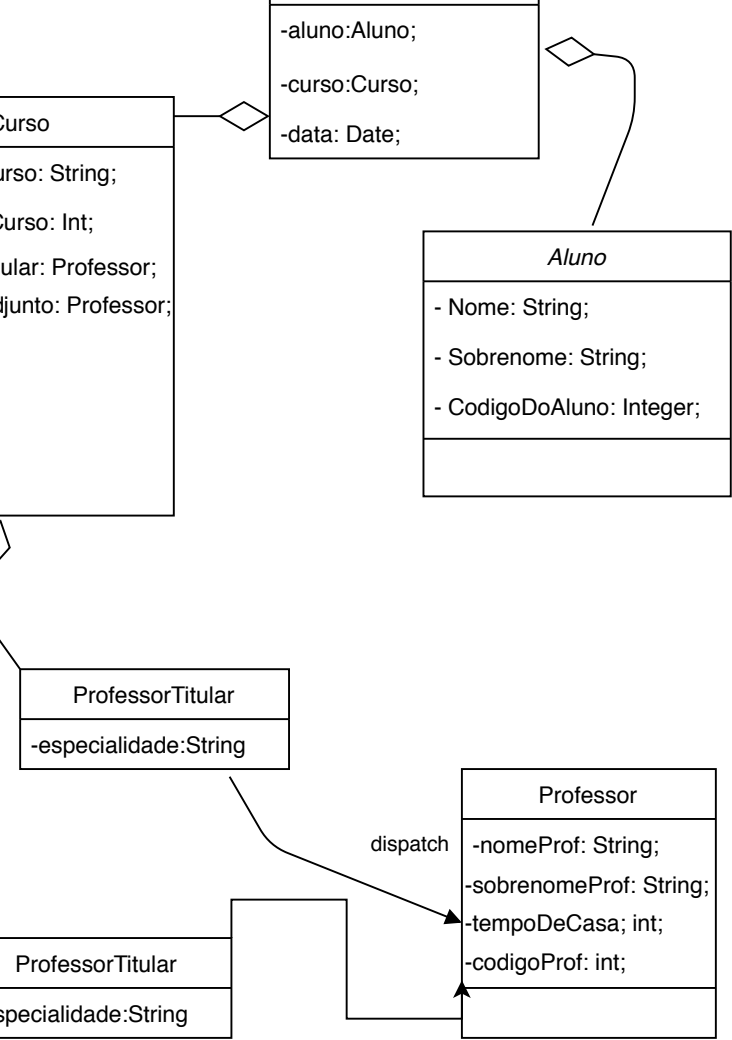 -aluno:Aluno;
-curso:Curso;
-data: Date;
Curso
urso: String;
Curso: Int;
ular: Professor;
djunto: Professor;
Aluno
- Nome: String;
- Sobrenome: String;
- CodigoDoAluno: Integer;
ProfessorTitular
-especialidade:String
dispatch
Professor
-nomeProf: String;
-sobrenomeProf: String;
-tempoDeCasa; int;
-codigoProf: int;
ProfessorTitular
specialidade:String